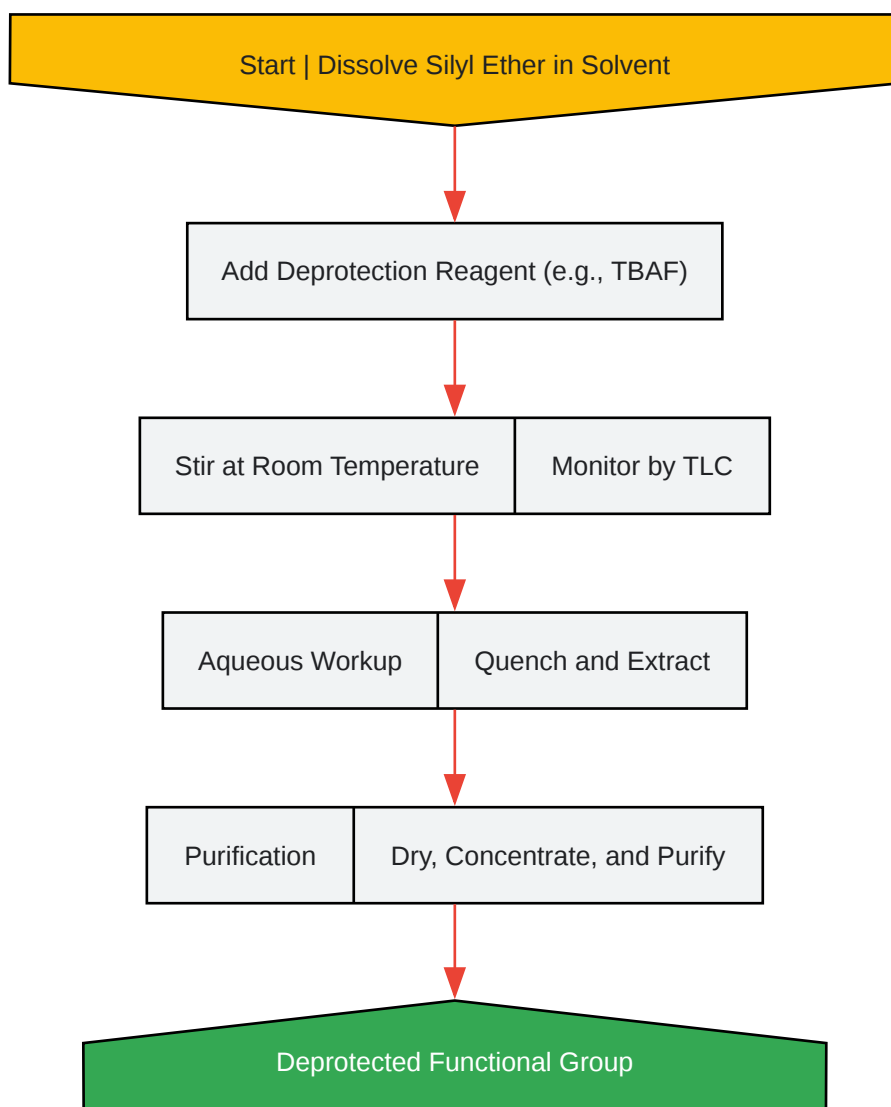 Start | Dissolve Silyl Ether in Solvent
Add Deprotection Reagent (e.g., TBAF)
Stir at Room Temperature
Monitor by TLC
Aqueous Workup
Quench and Extract
Purification
Dry, Concentrate, and Purify
Deprotected Functional Group